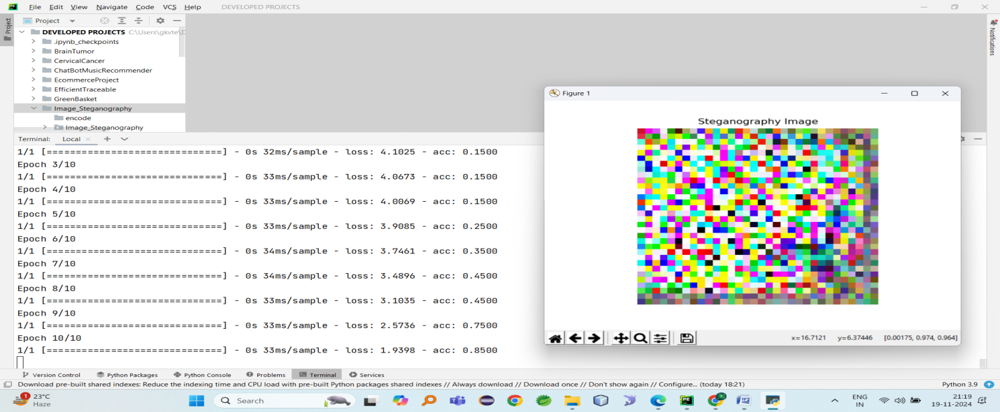 File Edit View Navigate Code VCS Help DEVELOPED PROJECTS
Project
Project
DEVELOPED PROJECTS C:\Users\gkvte\D
.ipynb_checkpoints
BrainTumor
CervicalCancer
ChatBotMusicRecommender
EcommerceProject
EfficientTraceable
GreenBasket
Image_Steganography
encode
Image_Steganography
Notifications
Terminal: Local
1/1 [==============================] - 0s 32ms/sample - loss: 4.1025 - acc: 0.1500
Epoch 3/10
1/1 [==============================] - 0s 33ms/sample - loss: 4.0673 - acc: 0.1500
Epoch 4/10
1/1 [==============================] - 0s 33ms/sample - loss: 4.0069 - acc: 0.1500
Epoch 5/10
1/1 [==============================] - 0s 33ms/sample - loss: 3.9085 - acc: 0.2500
Epoch 6/10
1/1 [==============================] - 0s 34ms/sample - loss: 3.7461 - acc: 0.3500
Epoch 7/10
1/1 [==============================] - 0s 34ms/sample - loss: 3.4896 - acc: 0.4500
Epoch 8/10
1/1 [==============================] - 0s 33ms/sample - loss: 3.1035 - acc: 0.4500
Epoch 9/10
1/1 [==============================] - 0s 33ms/sample - loss: 2.5736 - acc: 0.7500
Epoch 10/10
1/1 [==============================] - 0s 33ms/sample - loss: 1.9398 - acc: 0.8500
Figure 1
Steganography Image
x=16.7121 y=6.37446 [0.00175, 0.974, 0.964]
Version Control Python Packages Python Console Problems Terminal Services
Download pre-built shared indexes: Reduce the indexing time and CPU load with pre-built Python packages shared indexes // Always download // Download once // Don't show again // Configure... (today 18:21) Python 3.9
1
23°C
Haze
Search
ENG
IN
21:19
19-11-2024